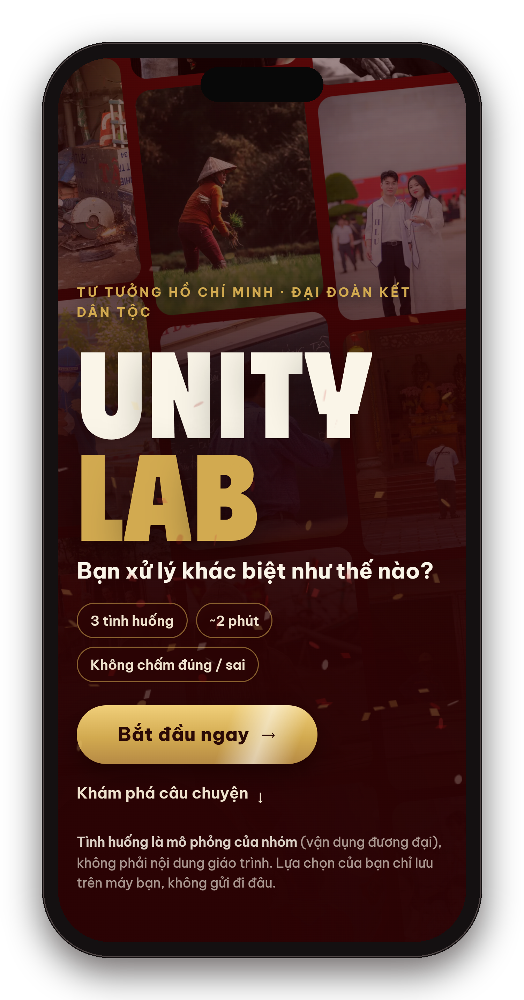 TƯ TƯỞNG HỒ CHÍ MINH · ĐẠI ĐOÀN KẾT
DÂN TỘC
UNITY
LAB
Bạn xử lý khác biệt như thế nào?
3 tình huống
~2 phút
Không chấm đúng / sai
Bắt đầu ngay →
Khám phá câu chuyện ↓
Tình huống là mô phỏng của nhóm (vận dụng đương đại),
không phải nội dung giáo trình. Lựa chọn của bạn chỉ lưu
trên máy bạn, không gửi đi đâu.
HLU